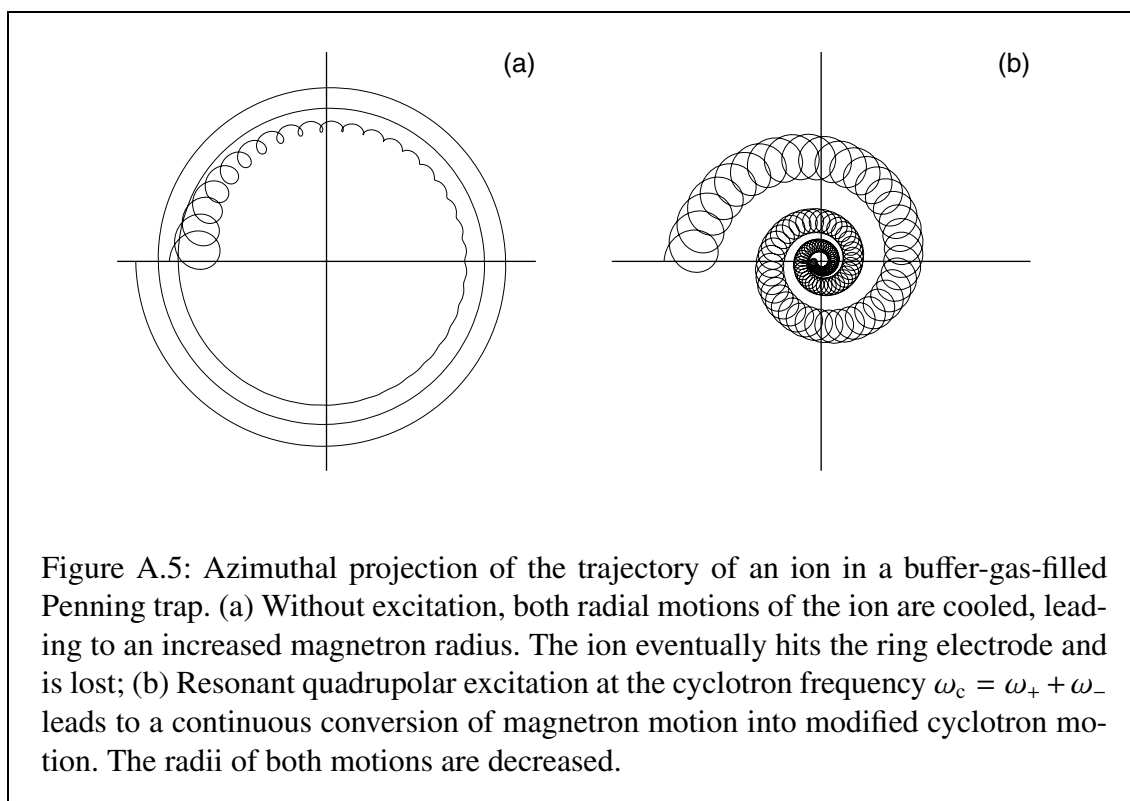 (a)
(b)
Figure A.5: Azimuthal projection of the trajectory of an ion in a buffer-gas-filled
Penning trap. (a) Without excitation, both radial motions of the ion are cooled, lead-
ing to an increased magnetron radius. The ion eventually hits the ring electrode and
is lost; (b) Resonant quadrupolar excitation at the cyclotron frequency ω_c = ω_+ + ω_−
leads to a continuous conversion of magnetron motion into modified cyclotron mo-
tion. The radii of both motions are decreased.